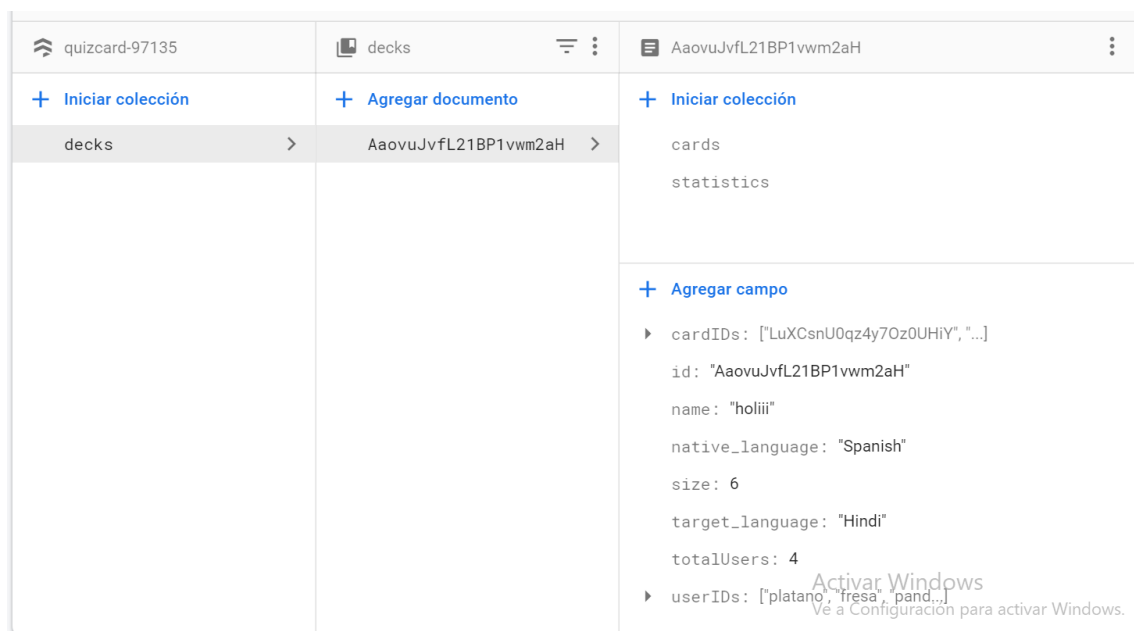 quizcard-97135
Iniciar colección
decks
decks
Agregar documento
AaovuJvfL21BP1vwm2aH
AaovuJvfL21BP1vwm2aH
Iniciar colección
cards
statistics
Agregar campo
cardIDs: ["LuXCsnU0qz4y7Oz0UHiY", "...]
id: "AaovuJvfL21BP1vwm2aH"
name: "holiii"
native_language: "Spanish"
size: 6
target_language: "Hindi"
totalUsers: 4
userIDs: ["platano", "fresa", "pand...]
Activar Windows
Ve a Configuración para activar Windows.